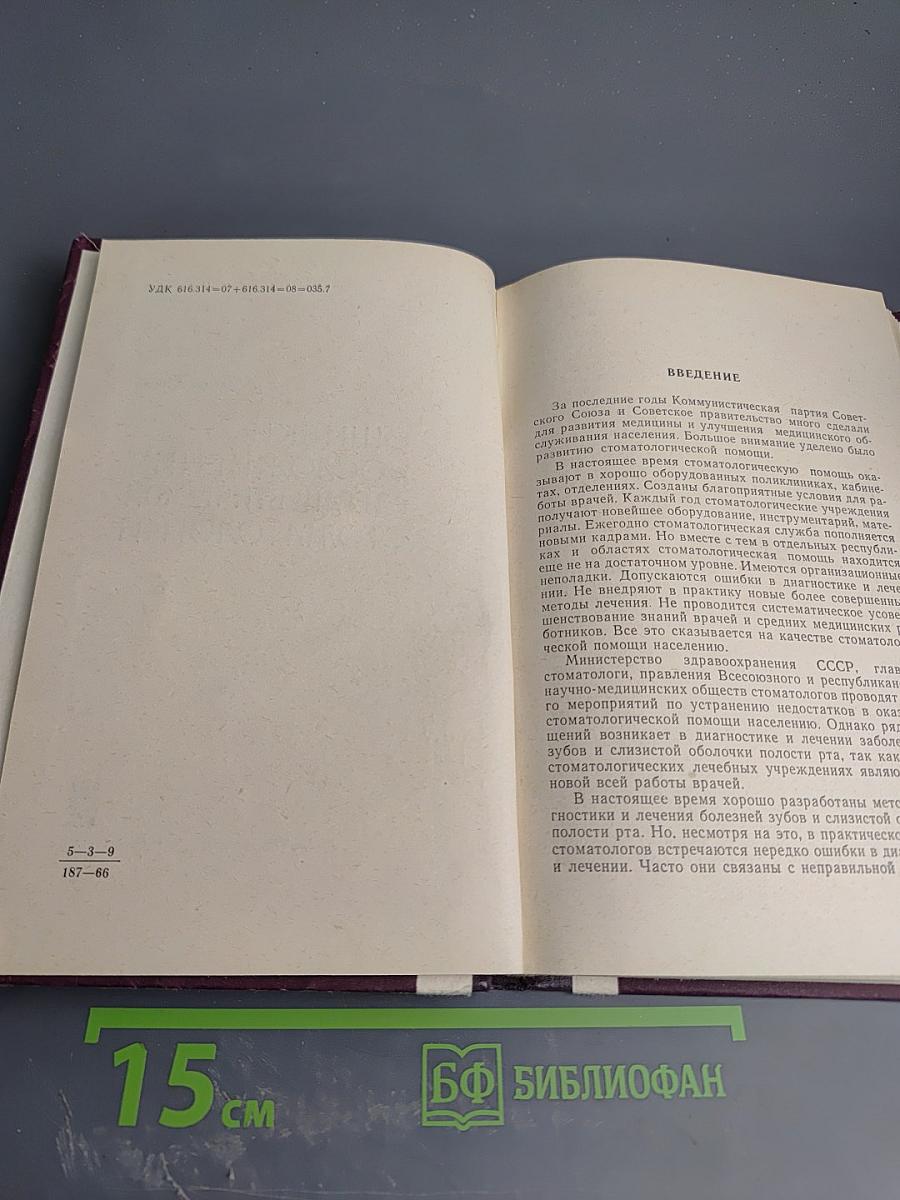 УДК 616.314=07+616.314=08=035.7
5—3—9
187—66
ВВЕДЕНИЕ
За последние годы Коммунистическая партия Совет-
ского Союза и Советское правительство много сделали
для развития медицины и улучшения медицинского об-
служивания населения. Большое внимание уделено было
развитию стоматологической помощи.
В настоящее время стоматологическую помощь ока-
зывают в хорошо оборудованных поликлиниках, кабине-
тах, отделениях. Созданы благоприятные условия для ра-
боты врачей. Каждый год стоматологические учреждения
получают новейшее оборудование, инструментарий, мате-
риалы. Ежегодно стоматологическая служба пополняется
новыми кадрами. Но вместе с тем в отдельных республи-
ках и областях стоматологическая помощь находится
еще не на достаточном уровне. Имеются организационные
неполадки. Допускаются ошибки в диагностике и лече
нии. Не внедряют в практику новые более совершенны
методы лечения. Не проводится систематическое усове
шенствование знаний врачей и средних медицинских р
ботников. Все это сказывается на качестве стоматоло
ческой помощи населению.
Министерство здравоохранения СССР, глав
стоматологи, правления Всесоюзного и республикан
научно-медицинских обществ стоматологов проводят
го мероприятий по устранению недостатков в оказ
стоматологической помощи населению. Однако ряд
щений возникает в диагностике и лечении заболе
зубов и слизистой оболочки полости рта, так как
стоматологических лечебных учреждениях являю
новой всей работы врачей.
В настоящее время хорошо разработаны мето
гностики и лечения болезней зубов и слизистой о
полости рта. Но, несмотря на это, в практическо
стоматологов встречаются нередко ошибки в диа
и лечении. Часто они связаны с неправильной
15 см
БФ БИБЛИОФАН